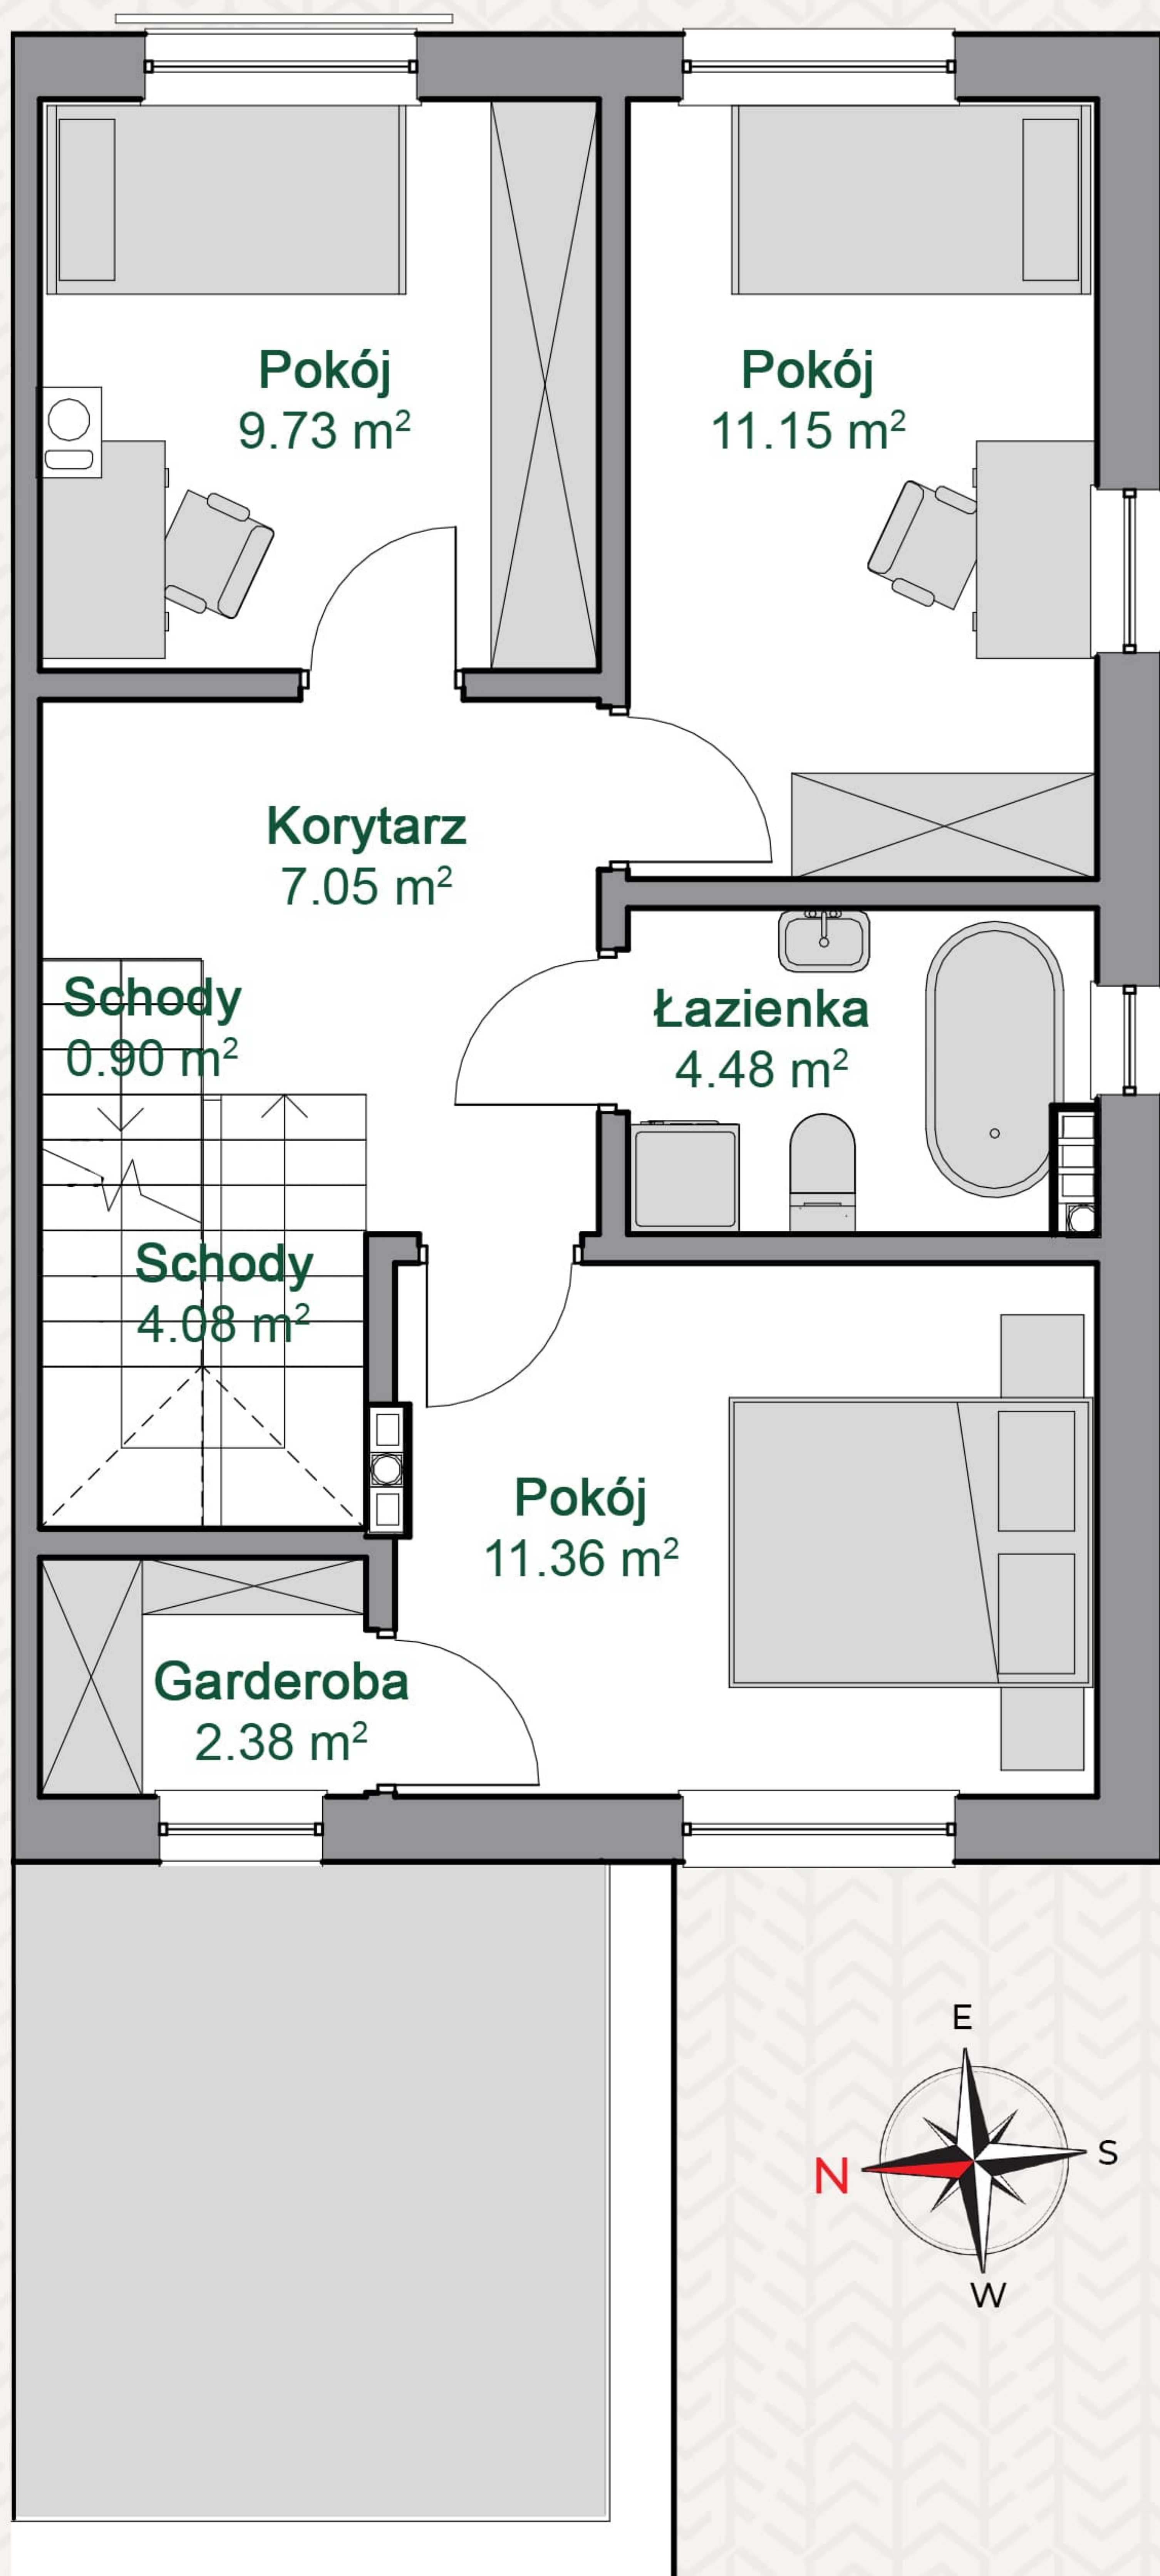 Pokój
9.73 m²
Pokój
11.15 m²
Korytarz
7.05 m²
Schody
0.90 m²
Łazienka
4.48 m²
Schody
4.08 m²
Pokój
11.36 m²
Garderoba
2.38 m²
E
N
S
W